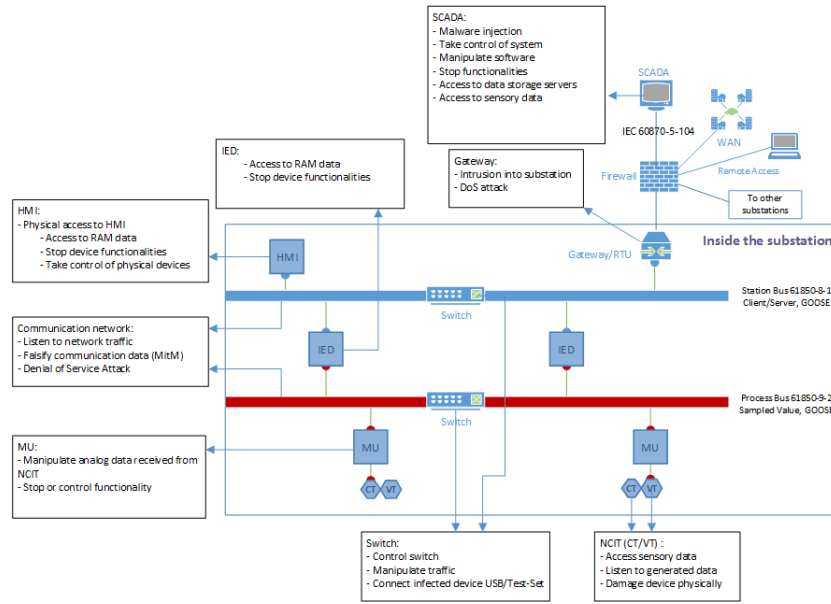 SCADA:
- Malware injection
- Take control of system
- Manipulate software
- Stop functionalities
- Access to data storage servers
- Access to sensory data
SCADA
IEC 60870-5-104
WAN
Remote Access
Firewall
To other
substations
IED:
- Access to RAM data
- Stop device functionalities
Gateway:
- Intrusion into substation
- DoS attack
HMI:
- Physical access to HMI
- Access to RAM data
- Stop device functionalities
- Take control of physical devices
HMI
Gateway/RTU
Inside the substation
Station Bus 61850-8-1
Client/Server, GOOSE
Switch
Communication network:
- Listen to network traffic
- Falsify communication data (MitM)
- Denial of Service Attack
IED
IED
Process Bus 61850-9-2
Sampled Value, GOOSE
Switch
MU:
- Manipulate analog data received from
NCIT
- Stop or control functionality
MU
MU
CT
VT
CT
VT
Switch:
- Control switch
- Manipulate traffic
- Connect infected device USB/Test-Set
NCIT (CT/VT) :
- Access sensory data
- Listen to generated data
- Damage device physically